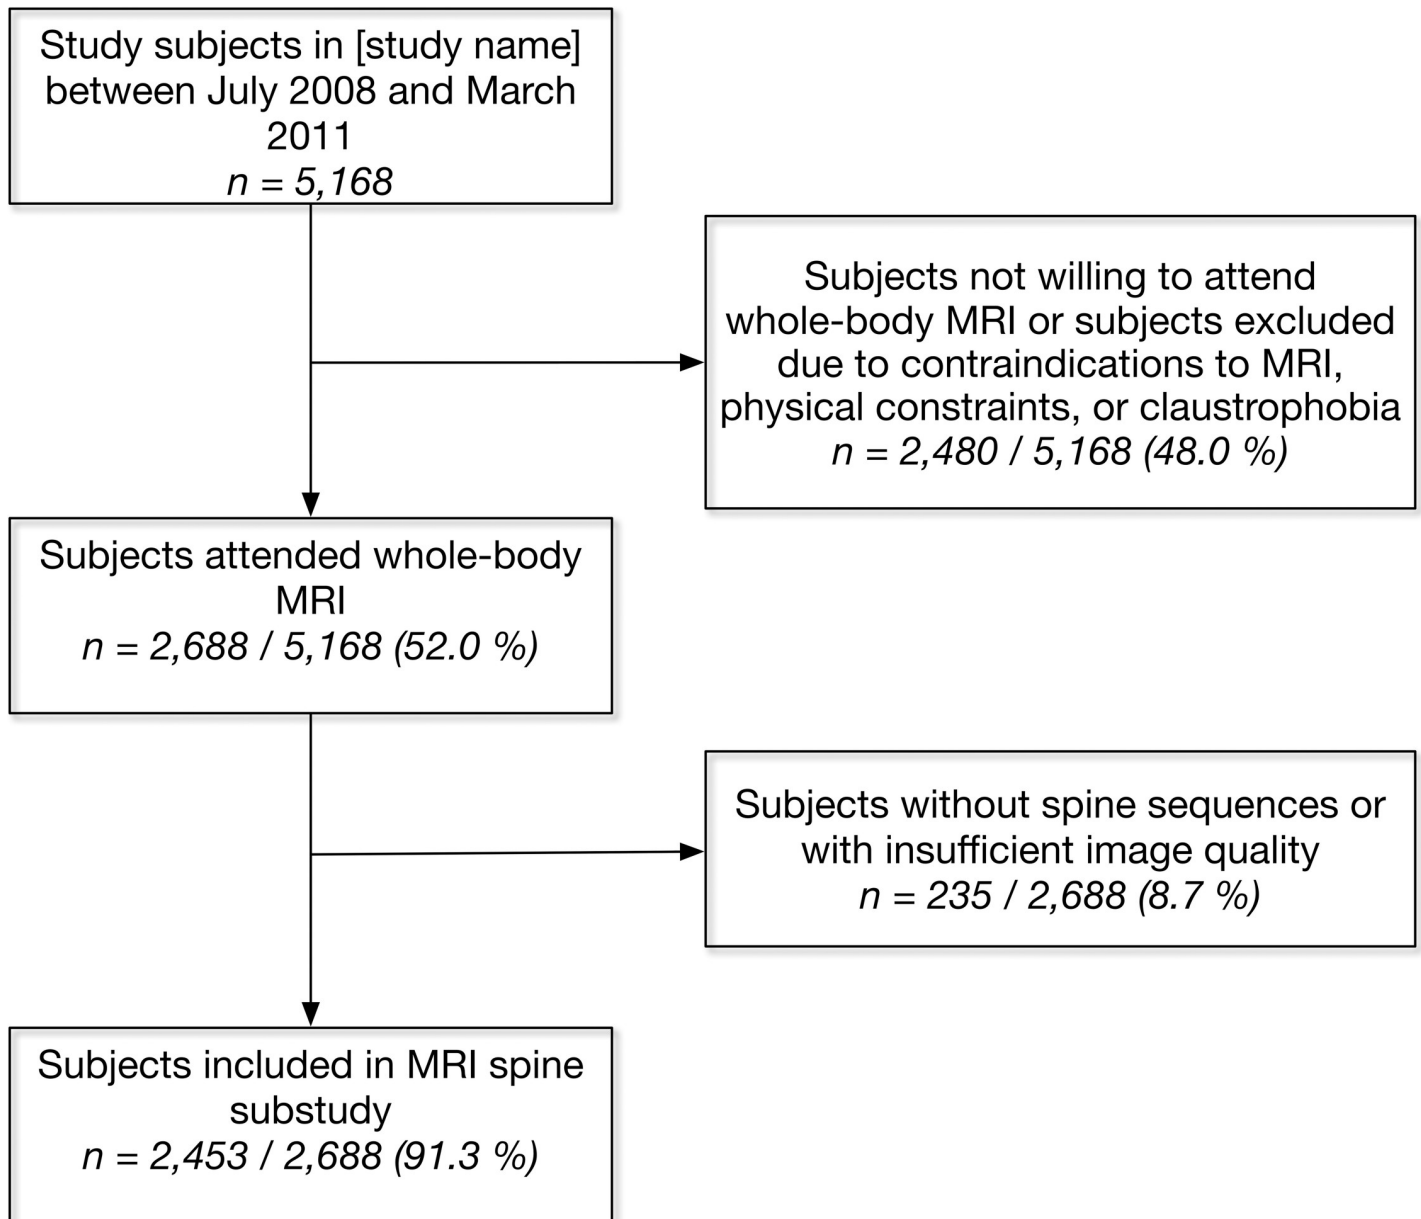 Study subjects in [study name]
between July 2008 and March
2011
n = 5,168
Subjects not willing to attend
whole-body MRI or subjects excluded
due to contraindications to MRI,
physical constraints, or claustrophobia
n = 2,480 / 5,168 (48.0 %)
Subjects attended whole-body
MRI
n = 2,688 / 5,168 (52.0 %)
Subjects without spine sequences or
with insufficient image quality
n = 235 / 2,688 (8.7 %)
Subjects included in MRI spine
substudy
n = 2,453 / 2,688 (91.3 %)